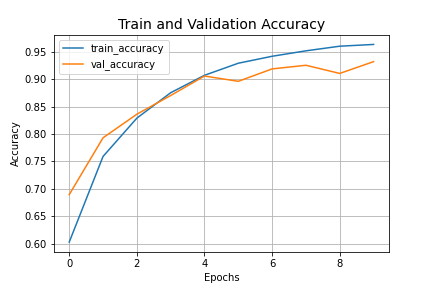 Train and Validation Accuracy
train_accuracy
val_accuracy
0.95
0.90
0.85
0.80
0.75
0.70
0.65
0.60
Accuracy
0 2 4 6 8
Epochs